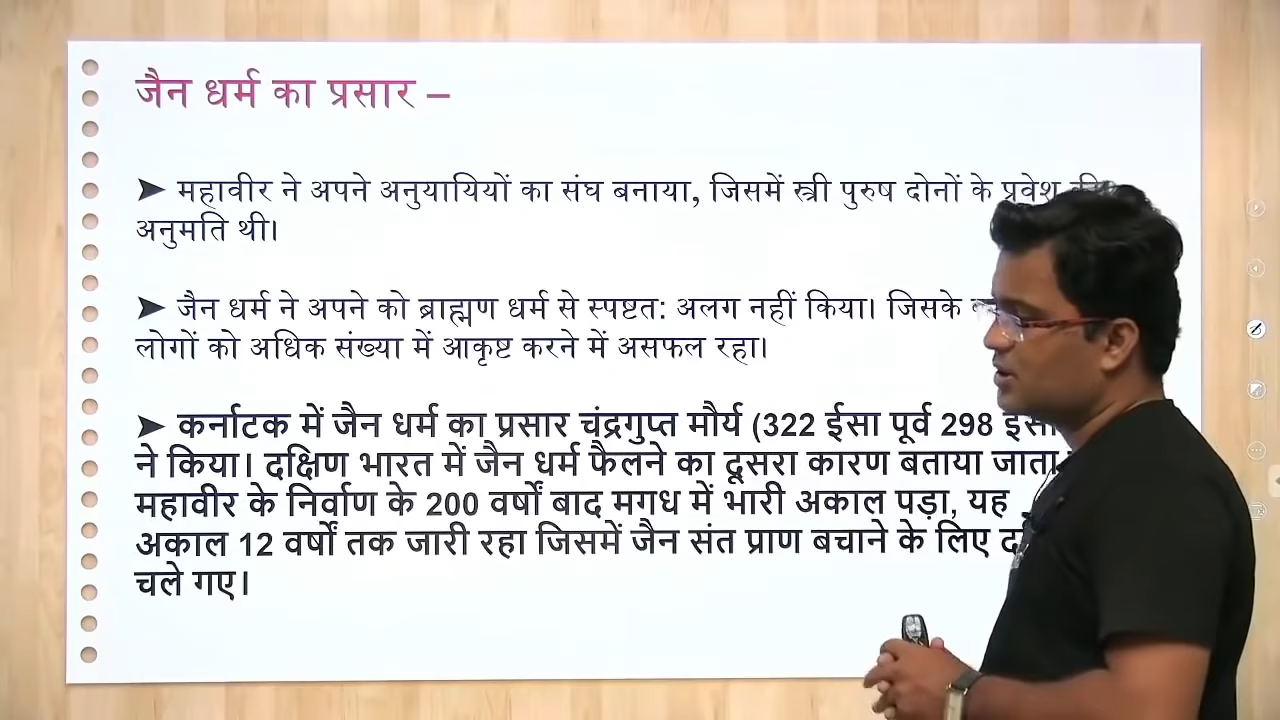 जैन धर्म का प्रसार –
➤ महावीर ने अपने अनुयायियों का संघ बनाया, जिसमें स्त्री पुरुष दोनों के प्रवेश की
अनुमति थी।
➤ जैन धर्म ने अपने को ब्राह्मण धर्म से स्पष्टत: अलग नहीं किया। जिसके
लोगों को अधिक संख्या में आकृष्ट करने में असफल रहा।
➤ कर्नाटक में जैन धर्म का प्रसार चंद्रगुप्त मौर्य (322 ईसा पूर्व 298
ने किया। दक्षिण भारत में जैन धर्म फैलने का दूसरा कारण बताया जाता
महावीर के निर्वाण के 200 वर्षों बाद मगध में भारी अकाल पड़ा, यह
अकाल 12 वर्षों तक जारी रहा जिसमें जैन संत प्राण बचाने के लिए
चले गए।